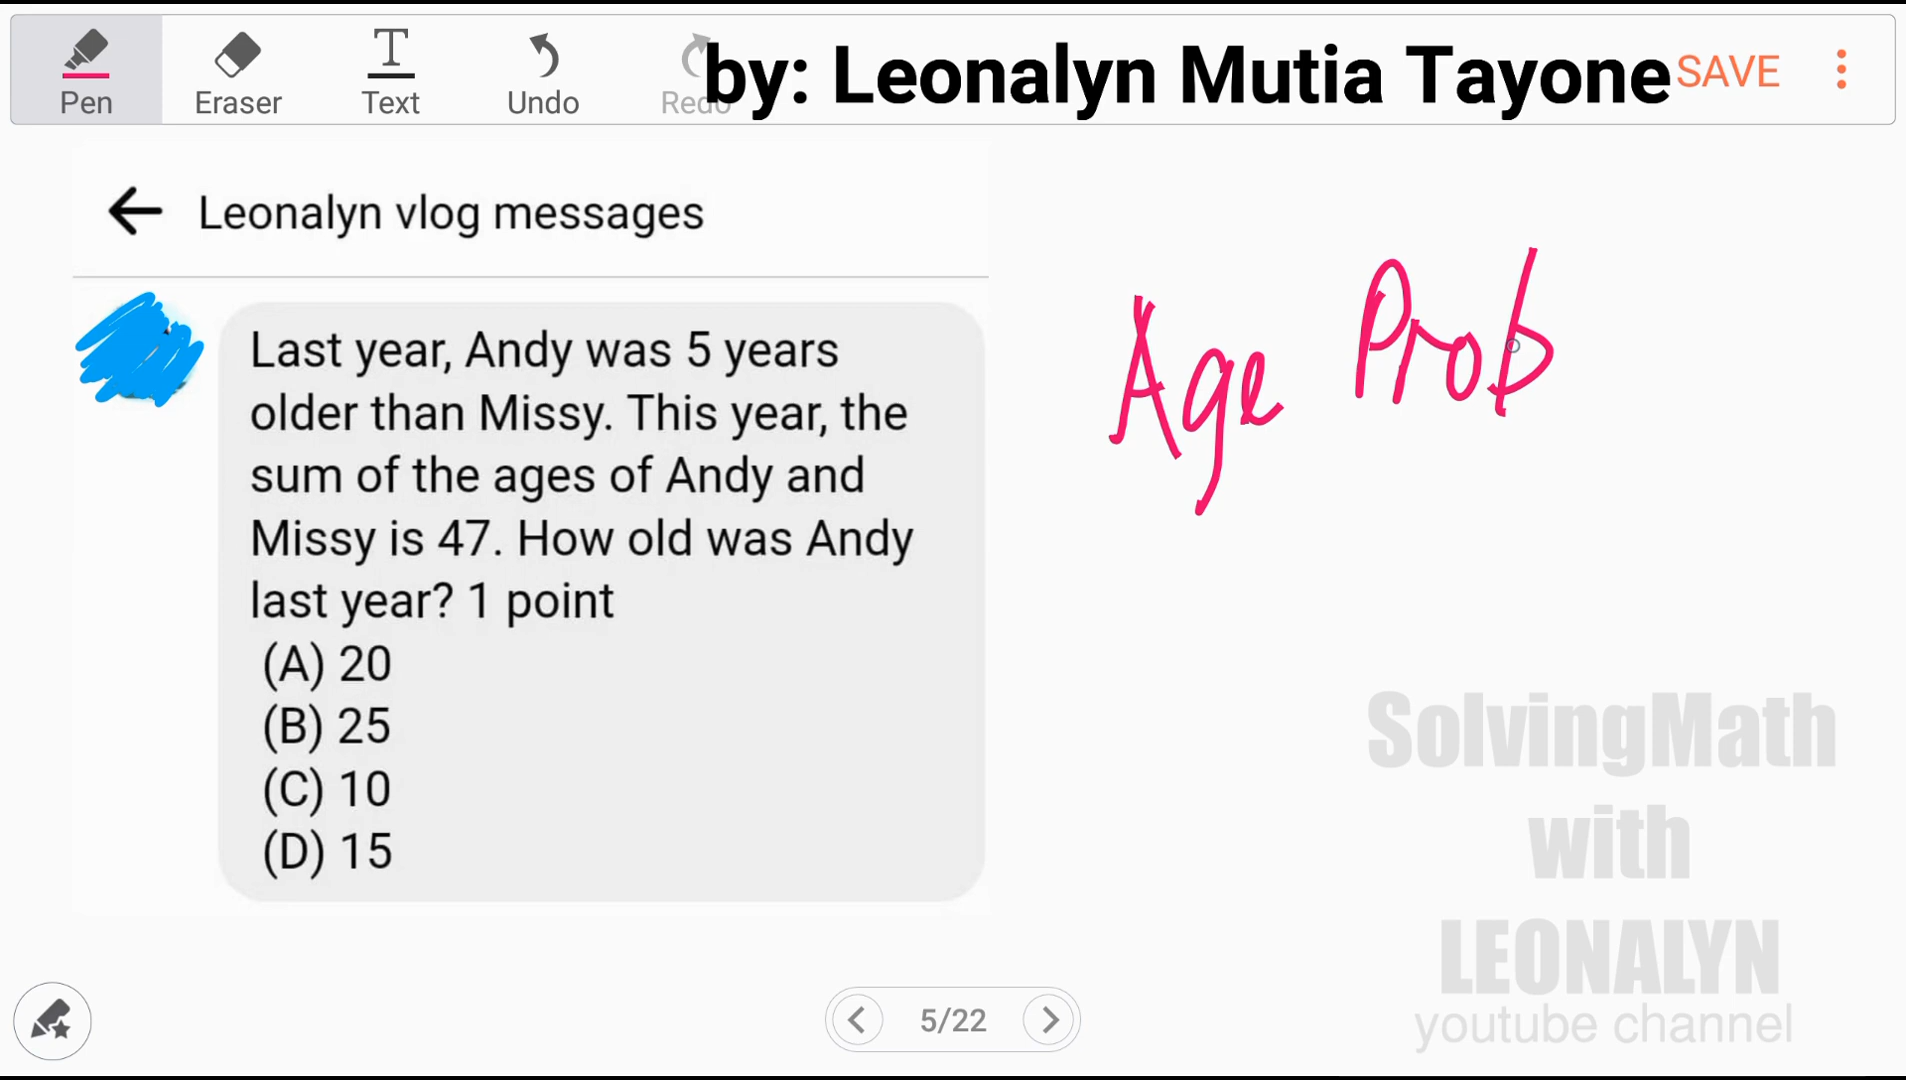 by: Leonalyn Mutia Tayone
Pen
Eraser
Text
Undo
Redo
SAVE
Leonalyn vlog messages
Last year, Andy was 5 years
older than Missy. This year, the
sum of the ages of Andy and
Missy is 47. How old was Andy
last year? 1 point
(A) 20
(B) 25
(C) 10
(D) 15
Age Prob
SolvingMath
with
LEONALYN
youtube channel
5/22